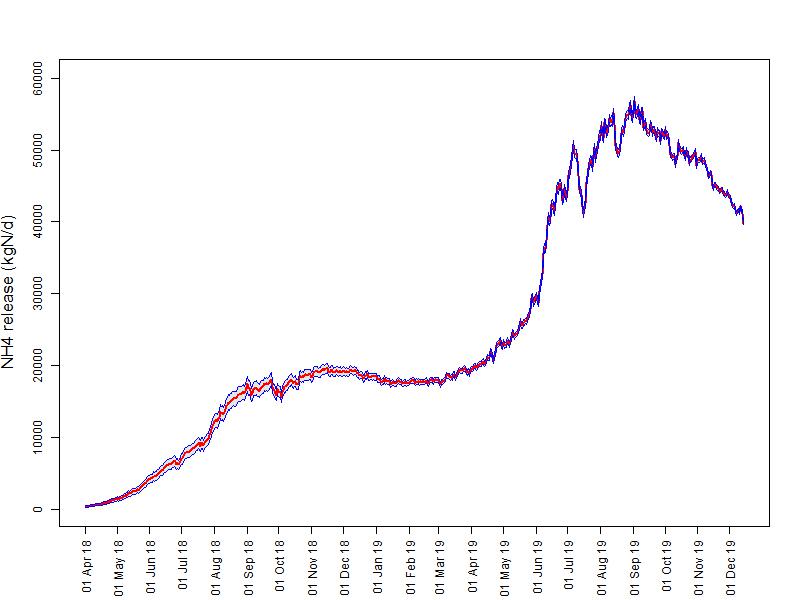 NH4 release (kgN/d)
60000
50000
40000
30000
20000
10000
0
01 Apr 18
01 May 18
01 Jun 18
01 Jul 18
01 Aug 18
01 Sep 18
01 Oct 18
01 Nov 18
01 Dec 18
01 Jan 19
01 Feb 19
01 Mar 19
01 Apr 19
01 May 19
01 Jun 19
01 Jul 19
01 Aug 19
01 Sep 19
01 Oct 19
01 Nov 19
01 Dec 19